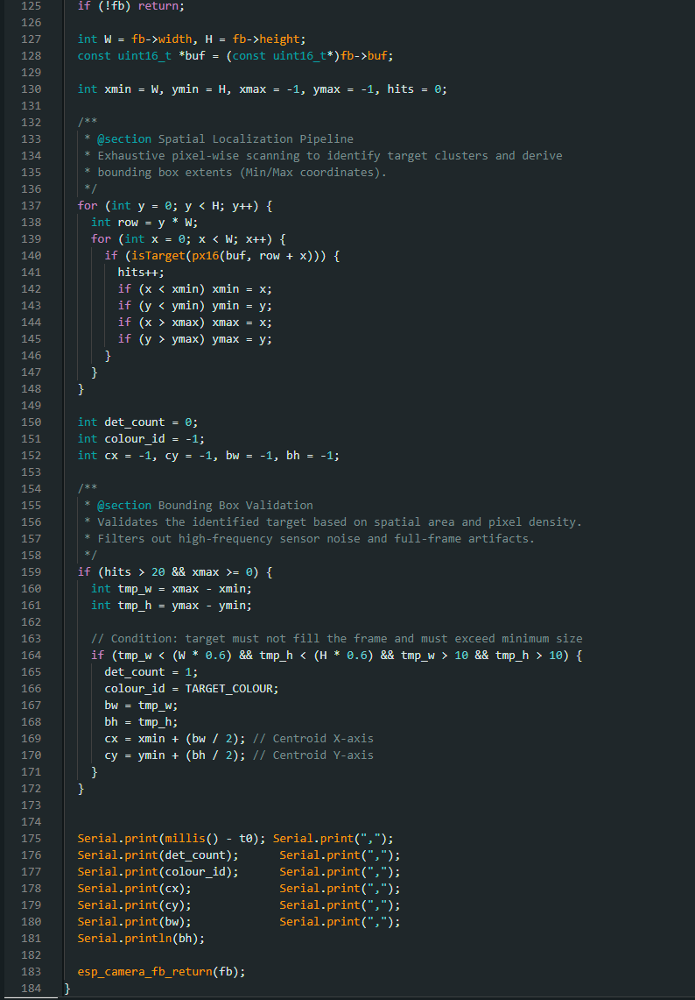 125 if (!fb) return;
126
127 int W = fb->width, H = fb->height;
128 const uint16_t *buf = (const uint16_t*)fb->buf;
129
130 int xmin = W, ymin = H, xmax = -1, ymax = -1, hits = 0;
131
132 /**
133 * @section Spatial Localization Pipeline
134 * Exhaustive pixel-wise scanning to identify target clusters and derive
135 * bounding box extents (Min/Max coordinates).
136 */
137 for (int y = 0; y < H; y++) {
138 int row = y * W;
139 for (int x = 0; x < W; x++) {
140 if (isTarget(px16(buf, row + x))) {
141 hits++;
142 if (x < xmin) xmin = x;
143 if (y < ymin) ymin = y;
144 if (x > xmax) xmax = x;
145 if (y > ymax) ymax = y;
146 }
147 }
148 }
149
150 int det_count = 0;
151 int colour_id = -1;
152 int cx = -1, cy = -1, bw = -1, bh = -1;
153
154 /**
155 * @section Bounding Box Validation
156 * Validates the identified target based on spatial area and pixel density.
157 * Filters out high-frequency sensor noise and full-frame artifacts.
158 */
159 if (hits > 20 && xmax >= 0) {
160 int tmp_w = xmax - xmin;
161 int tmp_h = ymax - ymin;
162
163 // Condition: target must not fill the frame and must exceed minimum size
164 if (tmp_w < (W * 0.6) && tmp_h < (H * 0.6) && tmp_w > 10 && tmp_h > 10) {
165 det_count = 1;
166 colour_id = TARGET_COLOUR;
167 bw = tmp_w;
168 bh = tmp_h;
169 cx = xmin + (bw / 2); // Centroid X-axis
170 cy = ymin + (bh / 2); // Centroid Y-axis
171 }
172 }
173
174
175 Serial.print(millis() - t0); Serial.print(",");
176 Serial.print(det_count); Serial.print(",");
177 Serial.print(colour_id); Serial.print(",");
178 Serial.print(cx); Serial.print(",");
179 Serial.print(cy); Serial.print(",");
180 Serial.print(bw); Serial.print(",");
181 Serial.println(bh);
182
183 esp_camera_fb_return(fb);
184 }